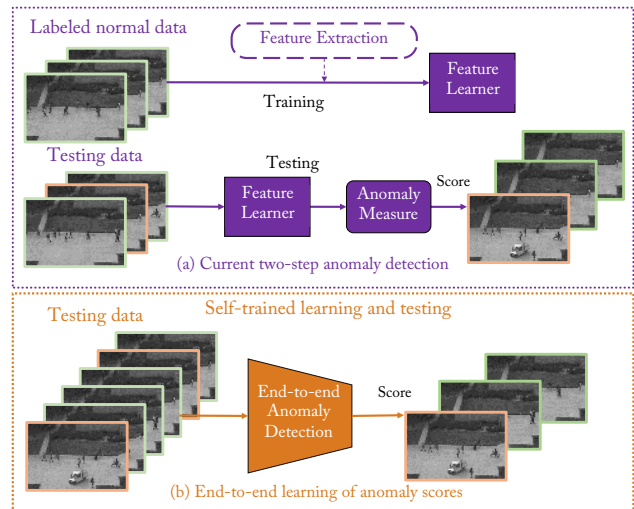 Labeled normal data
Feature Extraction
Feature
Learner
Training
Testing data
Testing
Feature
Learner
Anomaly
Measure
Score
(a) Current two-step anomaly detection
Self-trained learning and testing
Testing data
End-to-end
Anomaly
Detection
Score
(b) End-to-end learning of anomaly scores